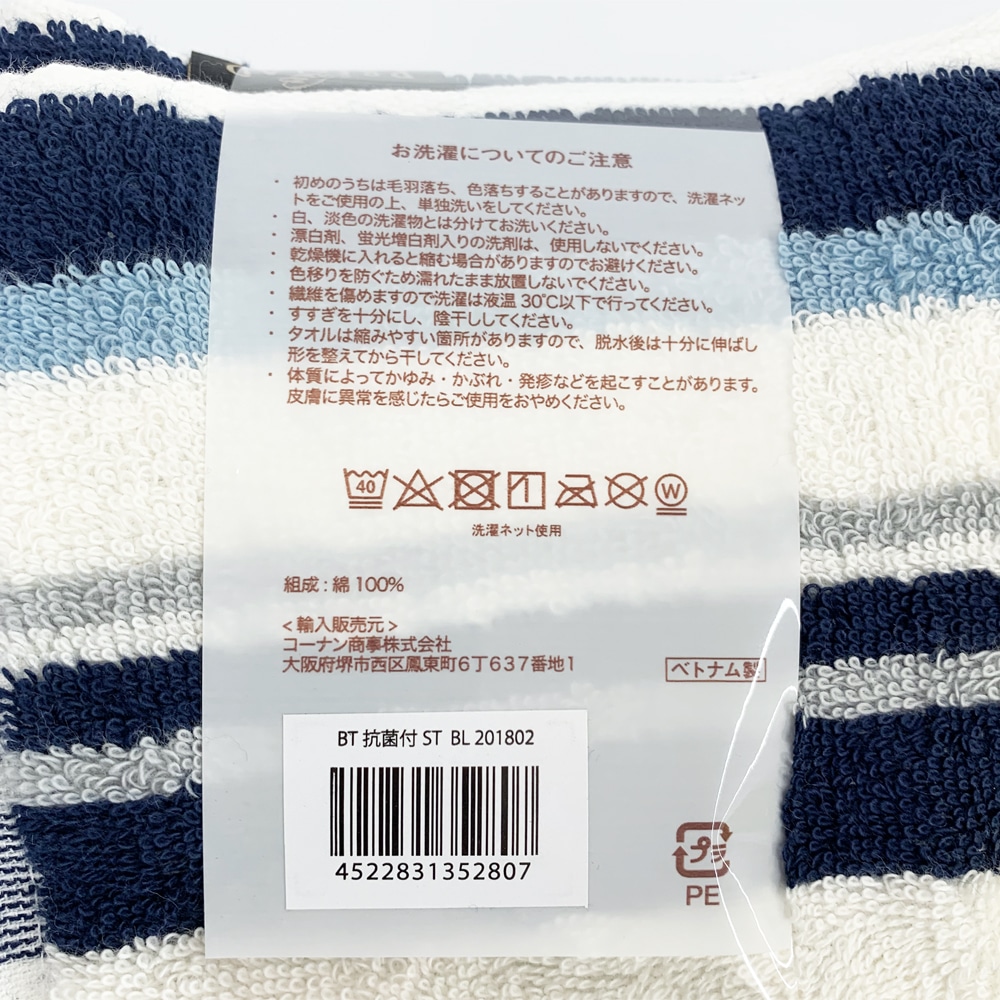 お洗濯についてのご注意
・初めのうちは毛羽落ち、色落ちすることがありますので、洗濯ネッ
トをご使用の上、単独洗いをしてください。
・白、淡色の洗濯物とは分けてお洗いください。
・漂白剤、蛍光増白剤入りの洗剤は、使用しないでください。
・乾燥機に入れると縮む場合がありますのでお避けください。
・色移りを防ぐため濡れたまま放置しないでください。
・繊維を傷めますので洗濯は液温 30℃以下で行ってください。
・すすぎを十分にし、陰干ししてください。
・タオルは縮みやすい箇所がありますので、脱水後は十分に伸ばし
形を整えてから干してください。
・体質によってかゆみ・かぶれ・発疹などを起こすことがあります。
皮膚に異常を感じたらご使用をおやめください。
40 W
洗濯ネット使用
組成 : 綿 100%
< 輸入販売元 >
コーナン商事株式会社
大阪府堺市西区鳳東町6丁637番地1
ベトナム製
BT 抗菌付 ST BL 201802
4522831352807
プラ
PE